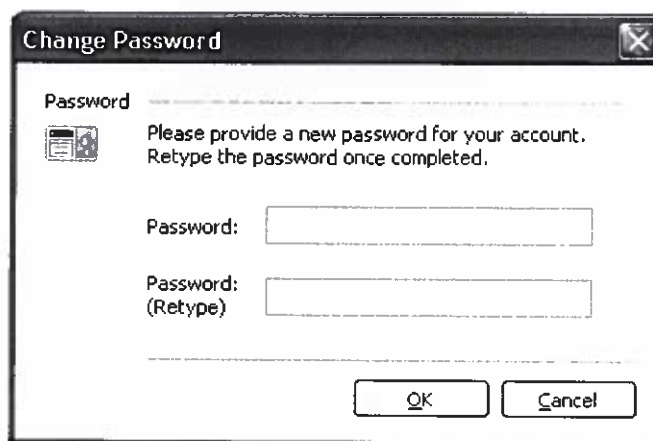 Change Password
Password
Please provide a new password for your account.
Retype the password once completed.
Password:
Password:
(Retype)
OK
Cancel